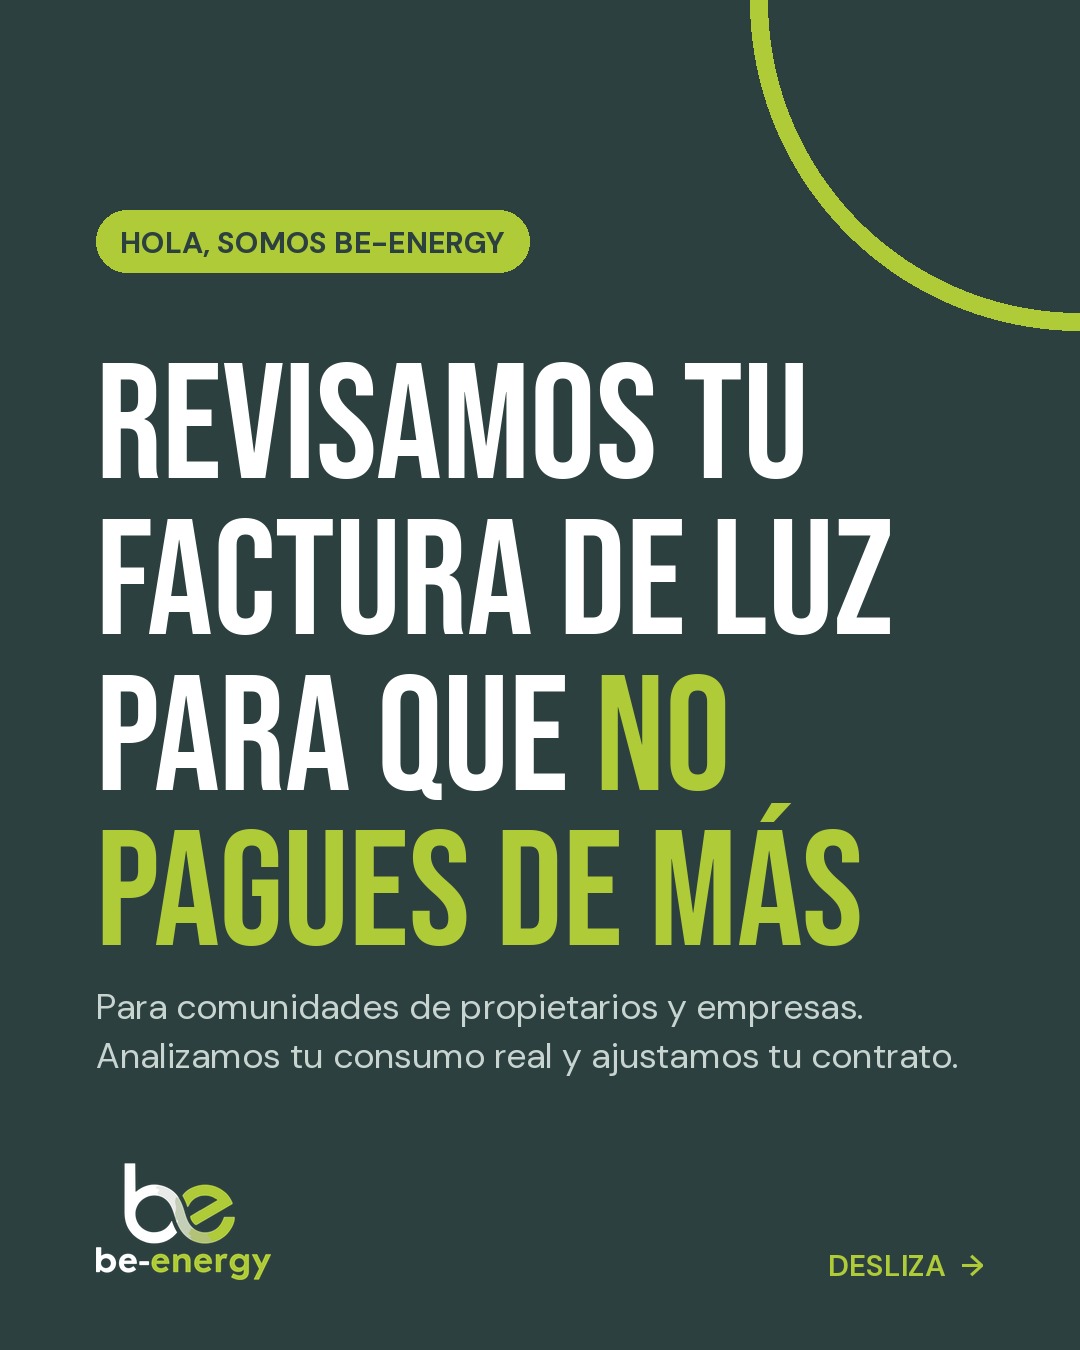 HOLA, SOMOS BE-ENERGY
REVISAMOS TU
FACTURA DE LUZ
PARA QUE NO
PAGUES DE MÁS
Para comunidades de propietarios y empresas.
Analizamos tu consumo real y ajustamos tu contrato.
be
be-energy
DESLIZA →